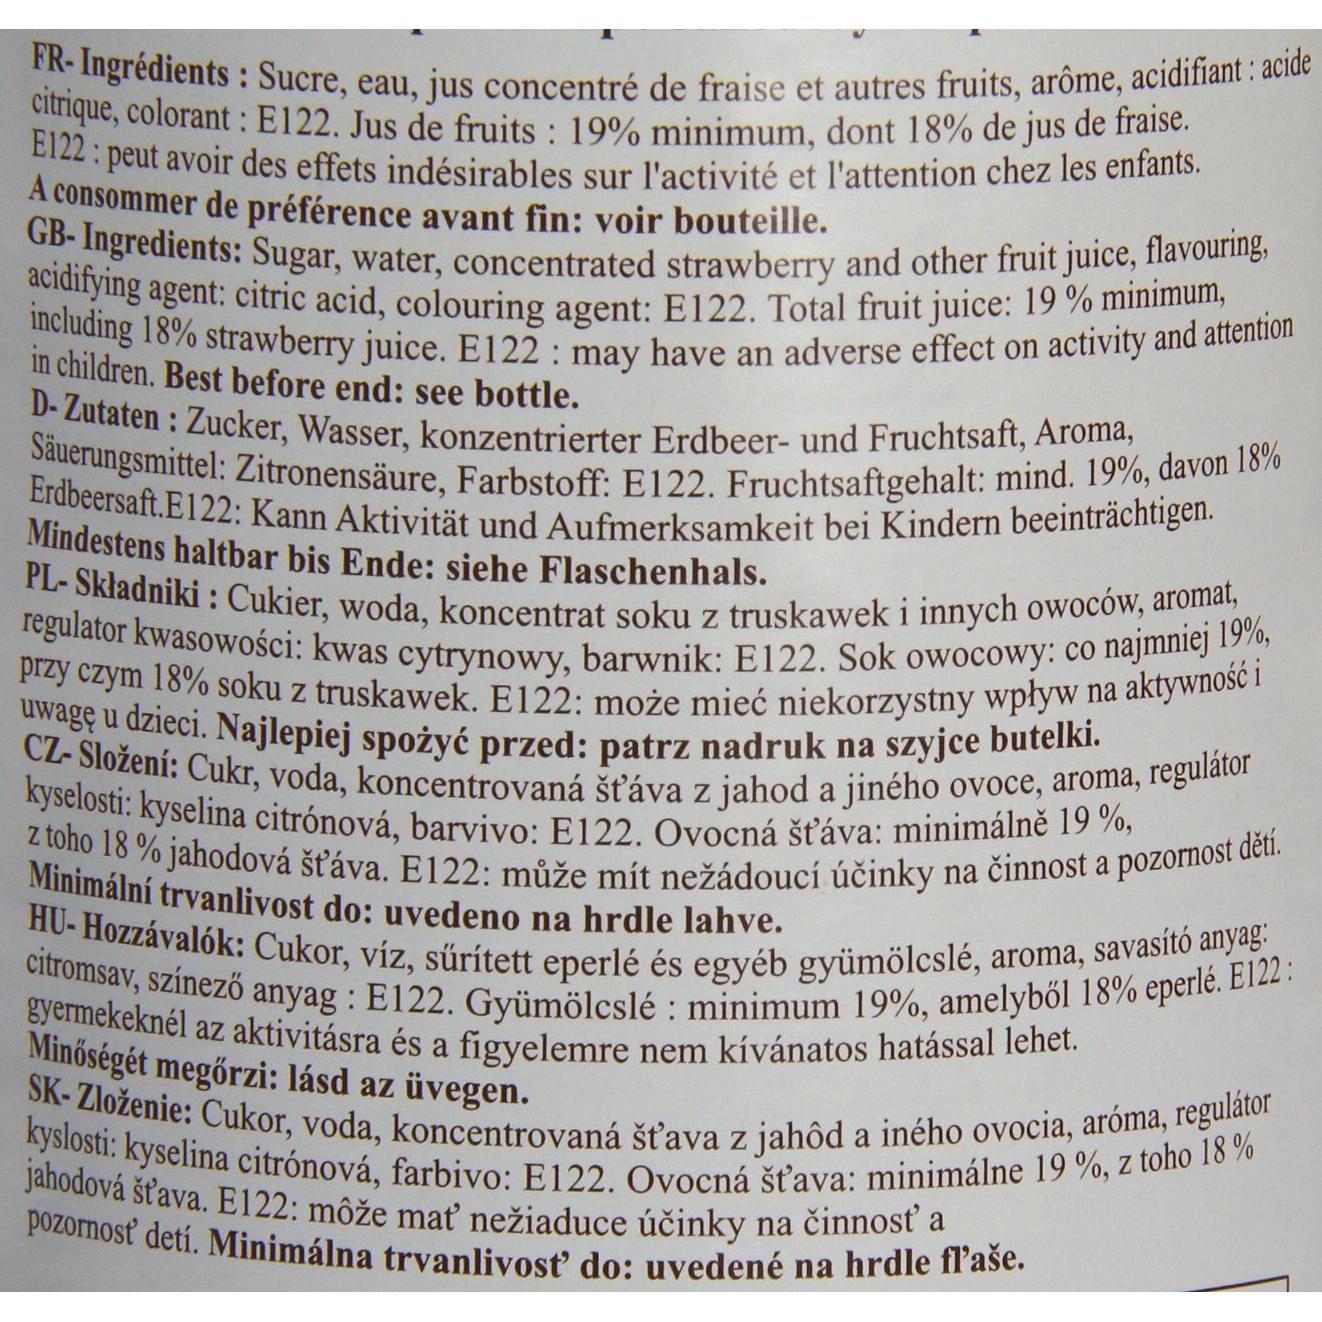 FR- Ingrédients : Sucre, eau, jus concentré de fraise et autres fruits, arôme, acidifiant : acide
citrique, colorant : E122. Jus de fruits : 19% minimum, dont 18% de jus de fraise.
E122 : peut avoir des effets indésirables sur l'activité et l'attention chez les enfants.
A consommer de préférence avant fin: voir bouteille.
GB- Ingredients: Sugar, water, concentrated strawberry and other fruit juice, flavouring,
acidifying agent: citric acid, colouring agent: E122. Total fruit juice: 19 % minimum,
including 18% strawberry juice. E122 : may have an adverse effect on activity and attention
in children. Best before end: see bottle.
D- Zutaten : Zucker, Wasser, konzentrierter Erdbeer- und Fruchtsaft, Aroma,
Säuerungsmittel: Zitronensäure, Farbstoff: E122. Fruchtsaftgehalt: mind. 19%, davon 18%
Erdbeersaft.E122: Kann Aktivität und Aufmerksamkeit bei Kindern beeinträchtigen.
Mindestens haltbar bis Ende: siehe Flaschenhals.
PL- Składniki : Cukier, woda, koncentrat soku z truskawek i innych owoców, aromat,
regulator kwasowości: kwas cytrynowy, barwnik: E122. Sok owocowy: co najmniej 19%,
przy czym 18% soku z truskawek. E122: może mieć niekorzystny wpływ na aktywność i
uwagę u dzieci. Najlepiej spożyć przed: patrz nadruk na szyjce butelki.
CZ- Složení: Cukr, voda, koncentrovaná šťáva z jahod a jiného ovoce, aroma, regulátor
kyselosti: kyselina citrónová, barvivo: E122. Ovocná šťáva: minimálně 19 %,
z toho 18 % jahodová šťáva. E122: může mít nežádoucí účinky na činnost a pozornost dětí.
Minimální trvanlivost do: uvedeno na hrdle lahve.
HU- Hozzávalók: Cukor, víz, sűrített eperlé és egyéb gyümölcslé, aroma, savasító anyag:
citromsav, színező anyag : E122. Gyümölcslé : minimum 19%, amelyből 18% eperlé. E122 :
gyermekeknél az aktivitásra és a figyelemre nem kívánatos hatással lehet.
Minőségét megőrzi: lásd az üvegen.
SK- Zloženie: Cukor, voda, koncentrovaná šťava z jahôd a iného ovocia, aróma, regulátor
kyslosti: kyselina citrónová, farbivo: E122. Ovocná šťava: minimálne 19 %, z toho 18 %
jahodová šťava. E122: môže mať nežiaduce účinky na činnosť a
pozornosť detí. Minimálna trvanlivosť do: uvedené na hrdle fľaše.